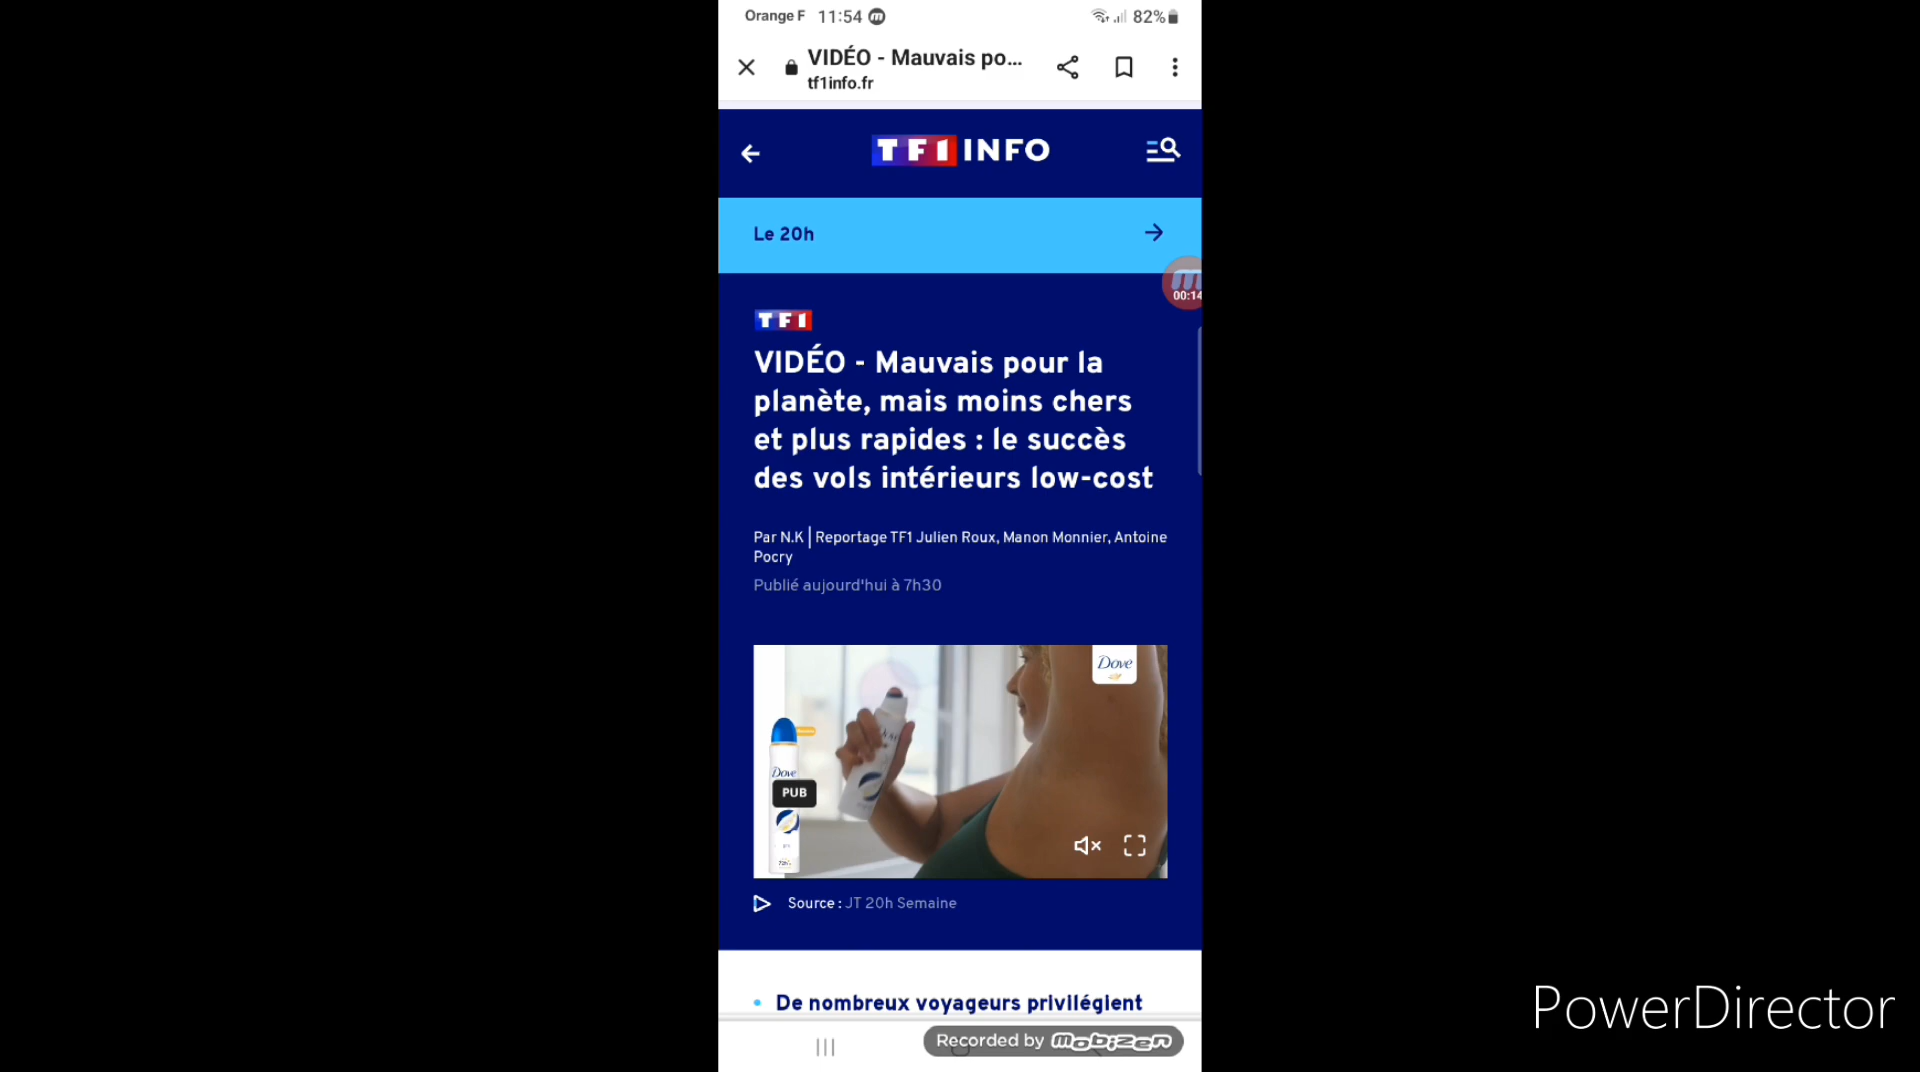 Orange F 11:54 82%
VIDÉO - Mauvais po...
tf1info.fr
TF1 INFO
Le 20h
00:14
TF1
VIDÉO - Mauvais pour la
planète, mais moins chers
et plus rapides : le succès
des vols intérieurs low-cost
Par N.K | Reportage TF1 Julien Roux, Manon Monnier, Antoine
Pocry
Publié aujourd'hui à 7h30
Dove
Dove
PUB
Source : JT 20h Semaine
• De nombreux voyageurs privilégient
Recorded by mobizen
PowerDirector